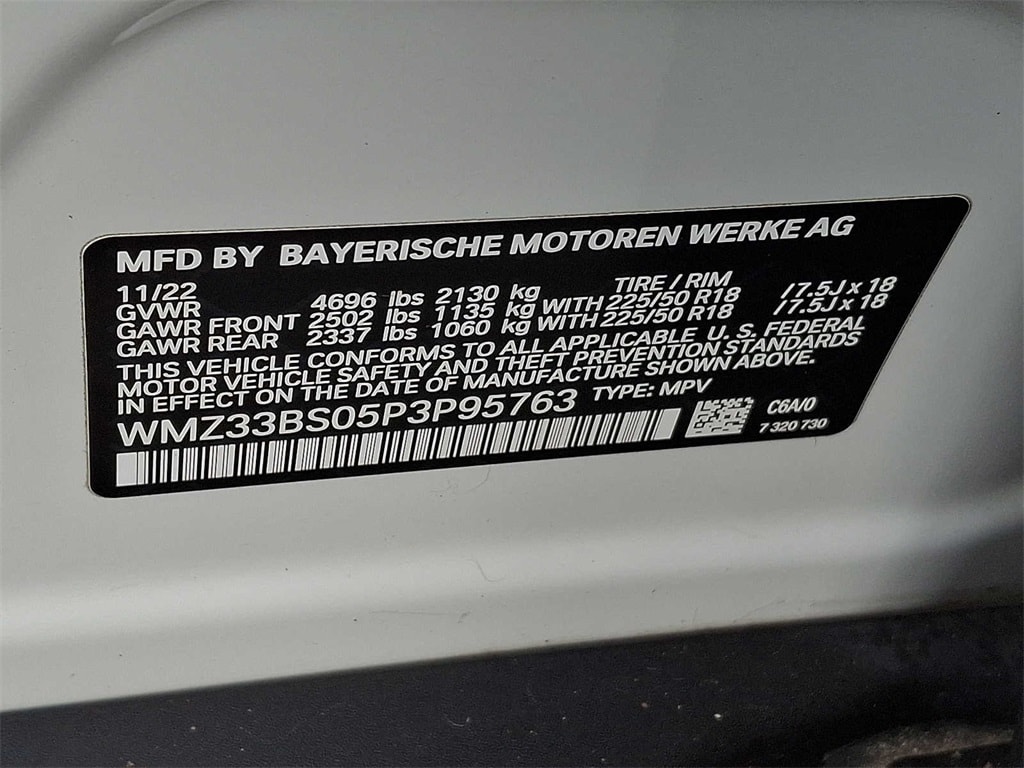 MFD BY BAYERISCHE MOTOREN WERKE AG
11/22 TIRE / RIM
GVWR 4696 lbs 2130 kg
GAWR FRONT 2502 lbs 1135 kg WITH 225/50 R18 / 7.5J x 18
GAWR REAR 2337 lbs 1060 kg WITH 225/50 R18 / 7.5J x 18
THIS VEHICLE CONFORMS TO ALL APPLICABLE U. S. FEDERAL
MOTOR VEHICLE SAFETY AND THEFT PREVENTION STANDARDS
IN EFFECT ON THE DATE OF MANUFACTURE SHOWN ABOVE.
WMZ33BS05P3P95763 TYPE: MPV
C6A/0
7 320 730